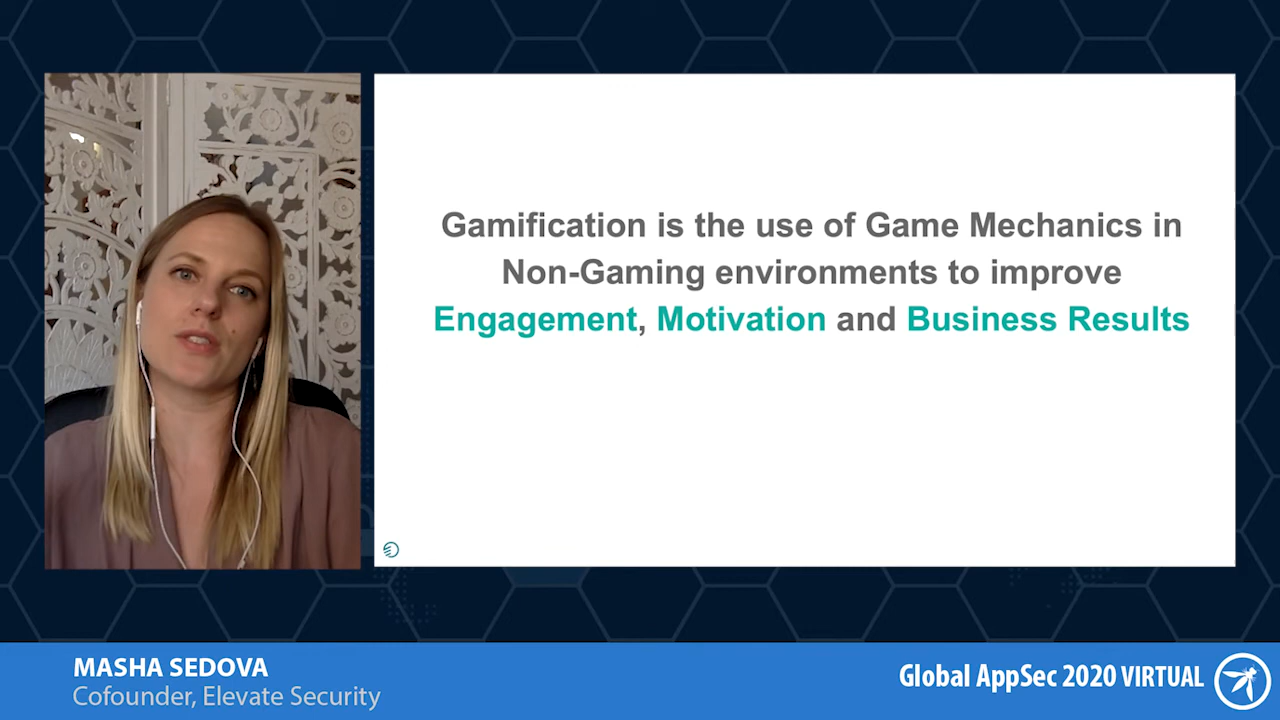 Gamification is the use of Game Mechanics in
Non-Gaming environments to improve
Engagement, Motivation and Business Results
MASHA SEDOVA
Cofounder, Elevate Security
Global AppSec 2020 VIRTUAL